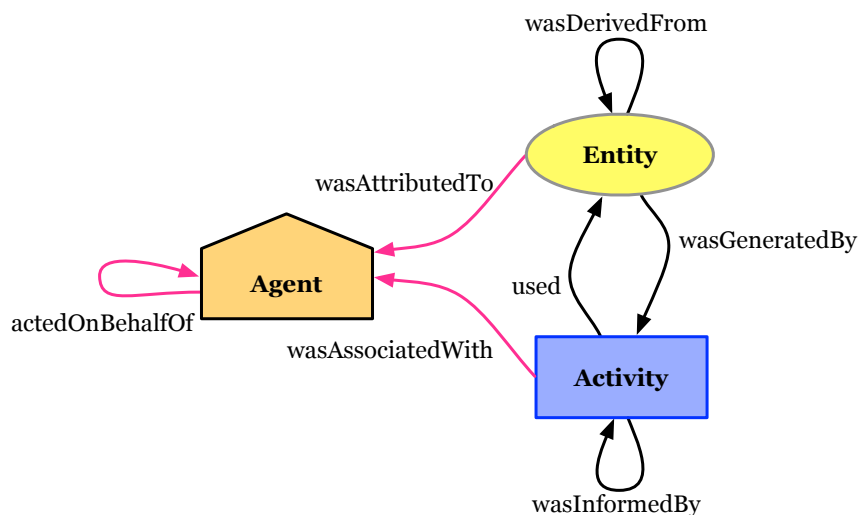 wasDerivedFrom
Entity
wasAttributedTo
wasGeneratedBy
Agent
used
actedOnBehalfOf
wasAssociatedWith
Activity
wasInformedBy